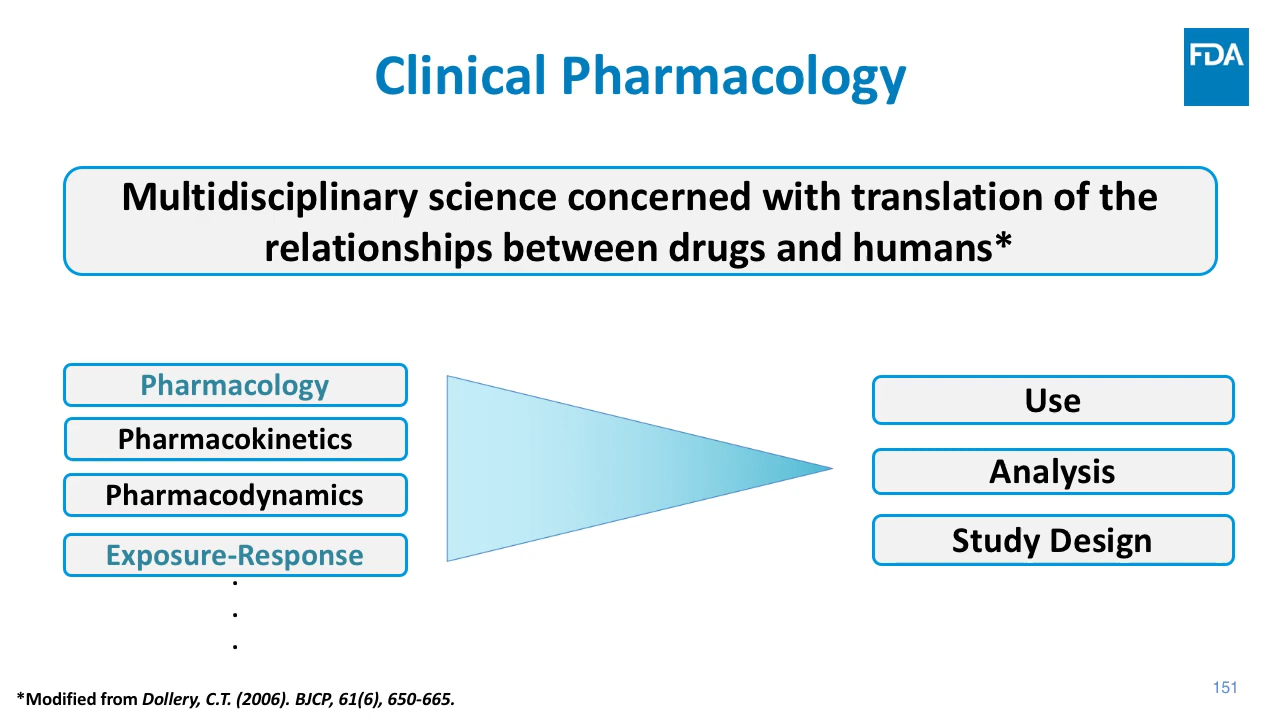 FDA
Clinical Pharmacology
Multidisciplinary science concerned with translation of the
relationships between drugs and humans*
Pharmacology
Pharmacokinetics
Pharmacodynamics
Exposure-Response
.
.
.
Use
Analysis
Study Design
*Modified from Dollery, C.T. (2006). BJCP, 61(6), 650-665.
151